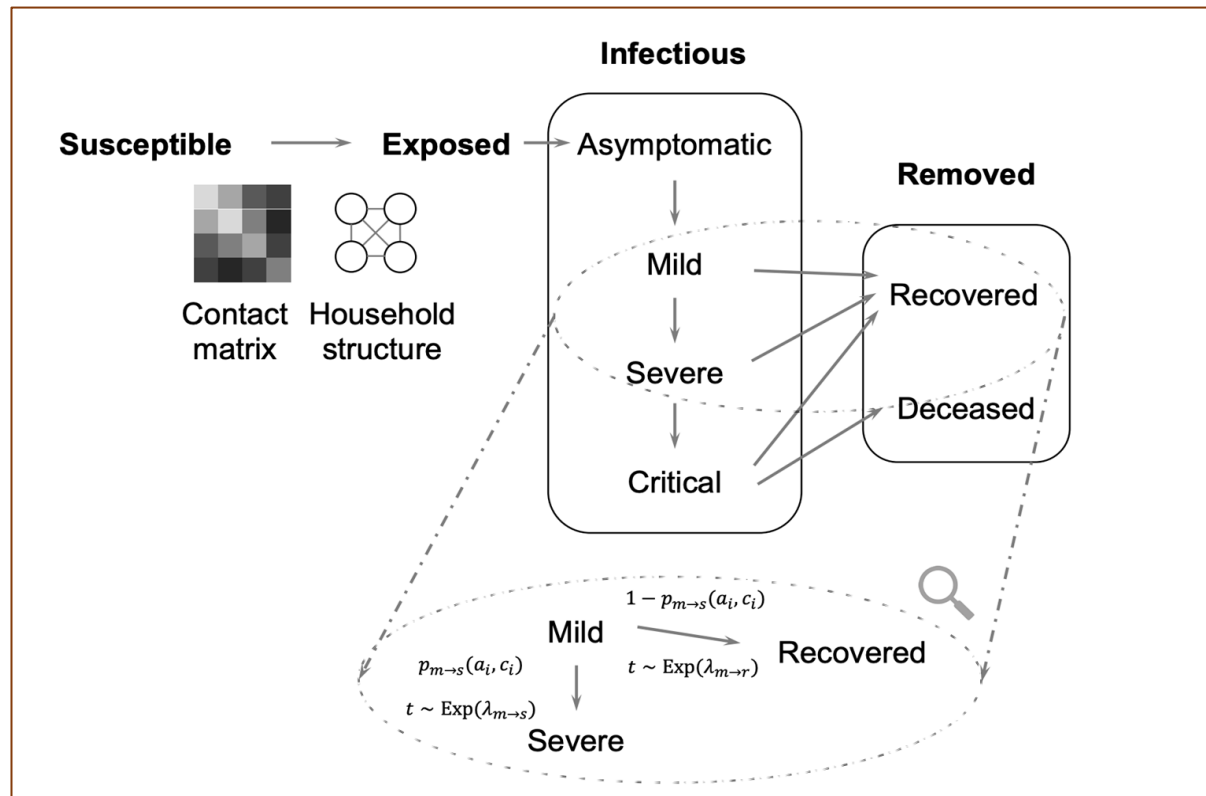 Infectious
Susceptible
Exposed
Asymptomatic
Removed
Mild
Recovered
Contact
matrix
Household
structure
Severe
Deceased
Critical
1 − p_{m→s}(a_i, c_i)
Mild
Recovered
p_{m→s}(a_i, c_i)
t ~ Exp(λ_{m→r})
t ~ Exp(λ_{m→s})
Severe